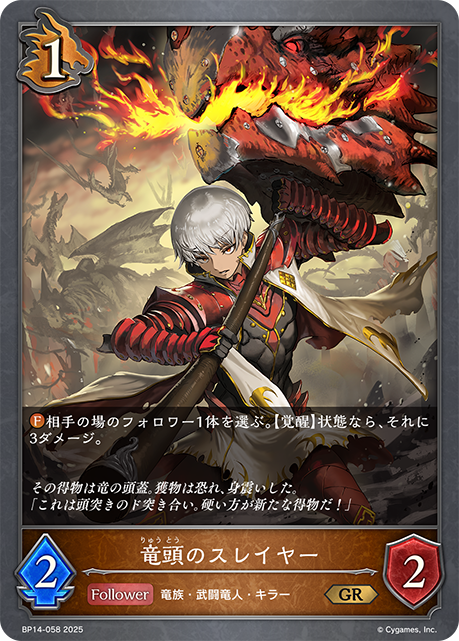 1
F 相手の場のフォロワー1体を選ぶ。【覚醒】状態なら、それに
3ダメージ。
その得物は竜の頭蓋。獲物は恐れ、身震いした。
「これは頭突きのド突き合い。硬い方が新たな得物だ!」
りゅう とう
竜頭のスレイヤー
2
Follower 竜族・武闘竜人・キラー GR
2
BP14-058 2025 © Cygames, Inc.